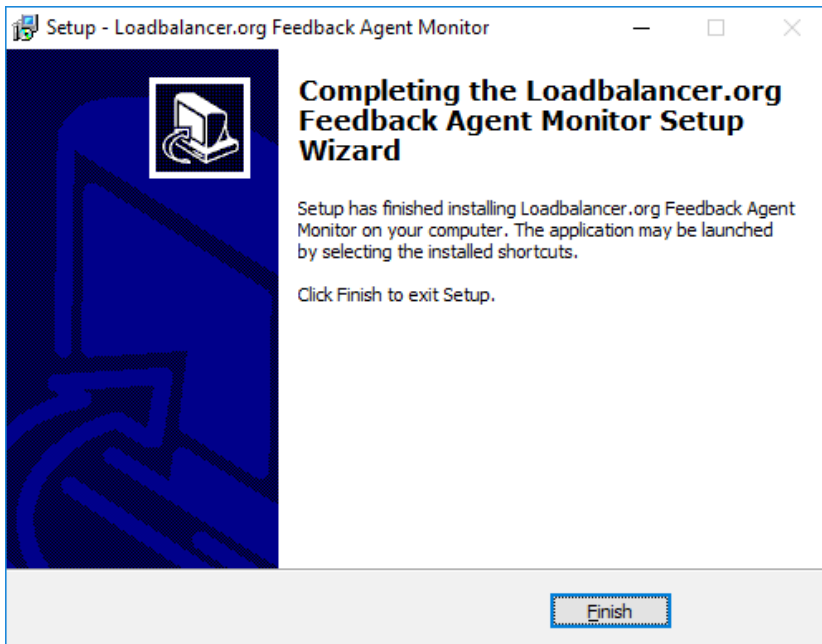 Setup - Loadbalancer.org Feedback Agent Monitor
Completing the Loadbalancer.org
Feedback Agent Monitor Setup
Wizard
Setup has finished installing Loadbalancer.org Feedback Agent
Monitor on your computer. The application may be launched
by selecting the installed shortcuts.
Click Finish to exit Setup.
Finish